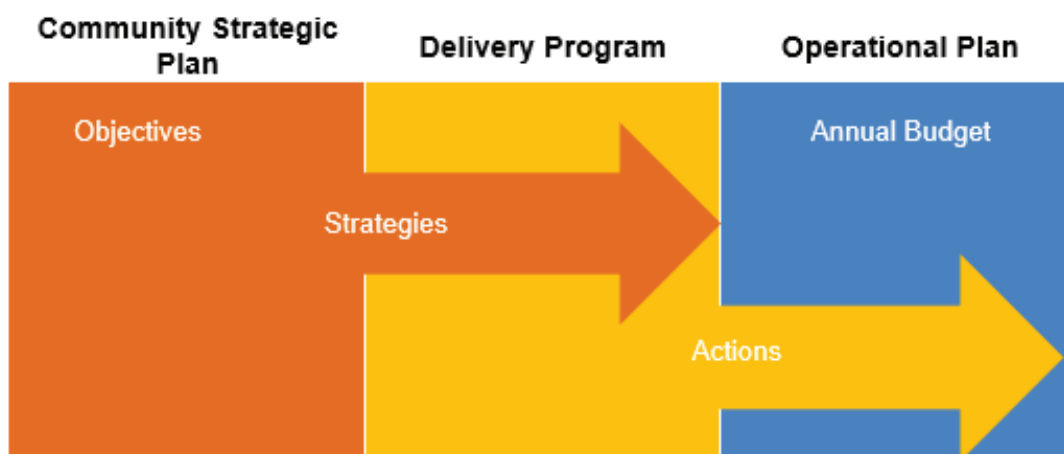 Community Strategic
Plan
Delivery Program
Operational Plan
Objectives
Annual Budget
Strategies
Actions